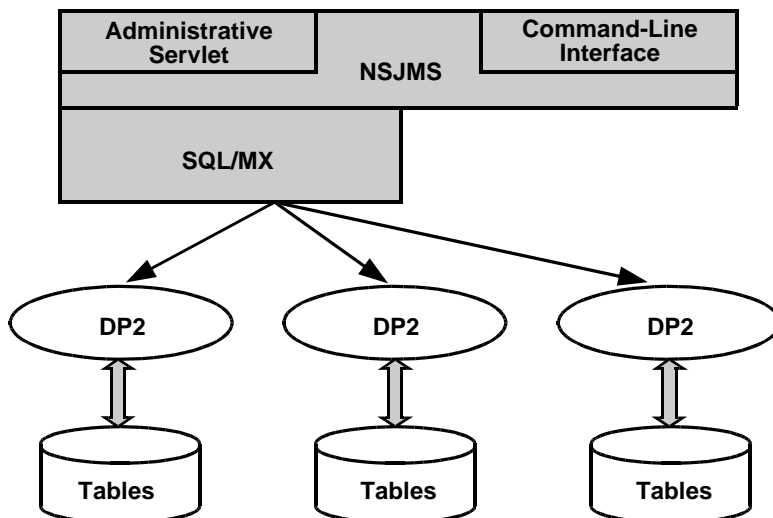 Administrative
Servlet
Command-Line
Interface
NSJMS
SQL/MX
DP2
DP2
DP2
Tables
Tables
Tables